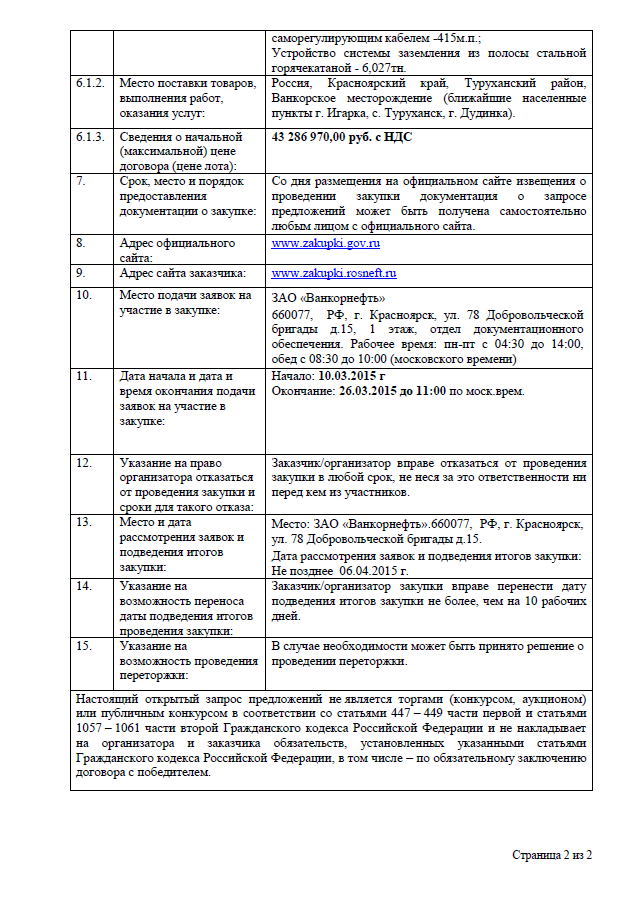 саморегулирующим кабелем -415м.п.;
Устройство системы заземления из полосы стальной
горячекатаной - 6,027тн.
6.1.2. Место поставки товаров,
выполнения работ,
оказания услуг:
Россия, Красноярский край, Туруханский район,
Ванкорское месторождение (ближайшие населенные
пункты г. Игарка, с. Туруханск, г. Дудинка).
6.1.3. Сведения о начальной
(максимальной) цене
договора (цене лота):
43 286 970,00 руб. с НДС
7. Срок, место и порядок
предоставления
документации о закупке:
Со дня размещения на официальном сайте извещения о
проведении закупки документация о запросе
предложений может быть получена самостоятельно
любым лицом с официального сайта.
8. Адрес официального
сайта:
www.zakupki.gov.ru
9. Адрес сайта заказчика:
www.zakupki.rosneft.ru
10. Место подачи заявок на
участие в закупке:
ЗАО «Ванкорнефть»
660077, РФ, г. Красноярск, ул. 78 Добровольческой
бригады д.15, 1 этаж, отдел документационного
обеспечения. Рабочее время: пн-пт с 04:30 до 14:00,
обед с 08:30 до 10:00 (московского времени)
11. Дата начала и дата и
время окончания подачи
заявок на участие в
закупке:
Начало: 10.03.2015 г
Окончание: 26.03.2015 до 11:00 по моск.врем.
12. Указание на право
организатора отказаться
от проведения закупки и
сроки для такого отказа:
Заказчик/организатор вправе отказаться от проведения
закупки в любой срок, не неся за это ответственности ни
перед кем из участников.
13. Место и дата
рассмотрения заявок и
подведения итогов
закупки:
Место: ЗАО «Ванкорнефть».660077, РФ, г. Красноярск,
ул. 78 Добровольческой бригады д.15.
Дата рассмотрения заявок и подведения итогов закупки:
Не позднее 06.04.2015 г.
14. Указание на
возможность переноса
даты подведения итогов
проведения закупки:
Заказчик/организатор закупки вправе перенести дату
подведения итогов закупки не более, чем на 10 рабочих
дней.
15. Указание на
возможность проведения
переторжки:
В случае необходимости может быть принято решение о
проведении переторжки.
Настоящий открытый запрос предложений не является торгами (конкурсом, аукционом)
или публичным конкурсом в соответствии со статьями 447 – 449 части первой и статьями
1057 – 1061 части второй Гражданского кодекса Российской Федерации и не накладывает
на организатора и заказчика обязательств, установленных указанными статьями
Гражданского кодекса Российской Федерации, в том числе – по обязательному заключению
договора с победителем.
Страница 2 из 2